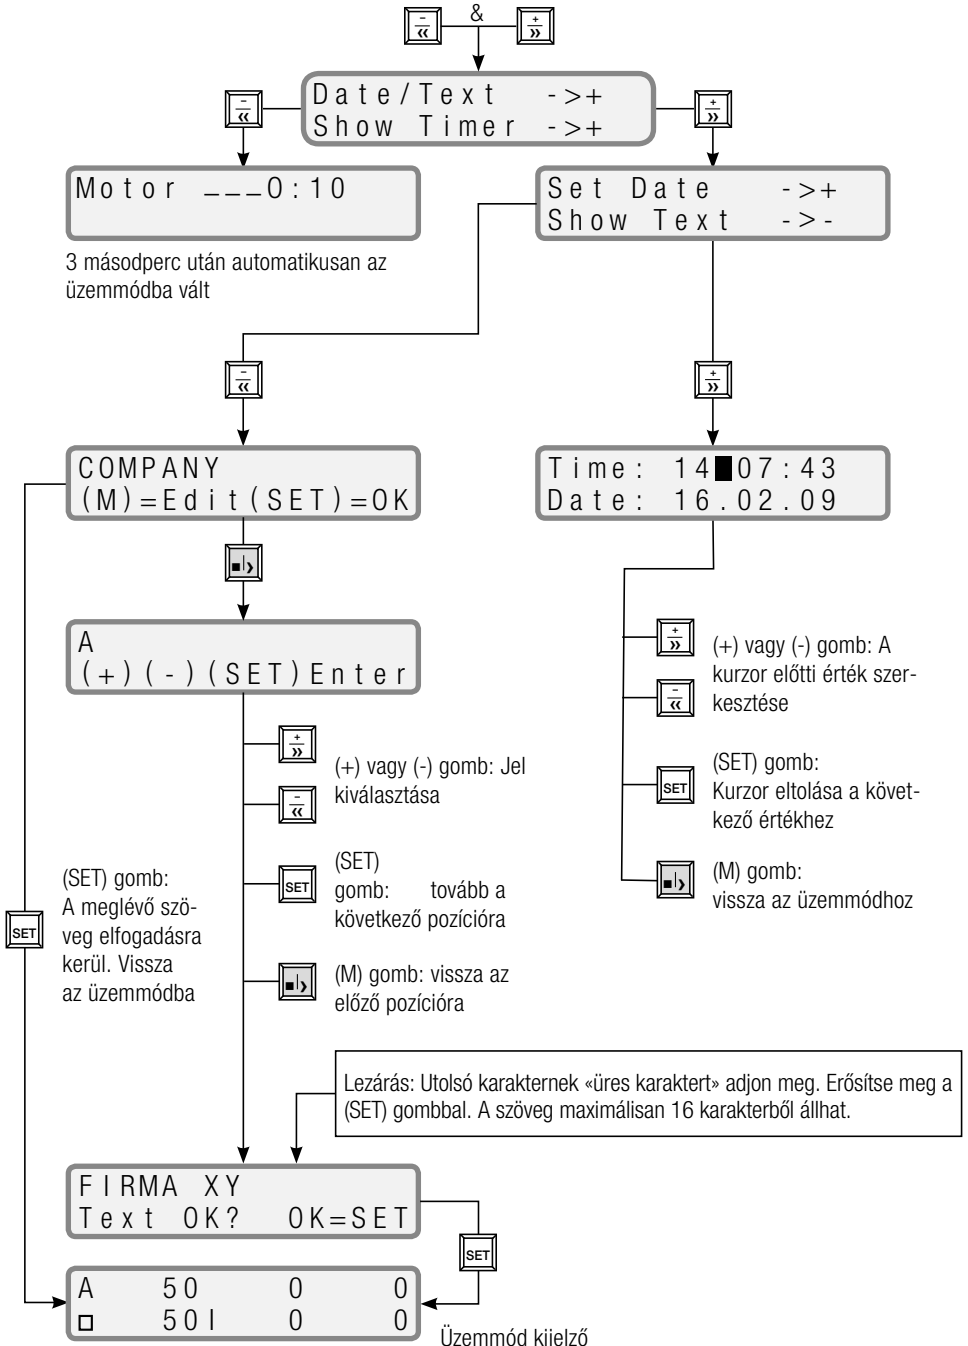 &
Date/Text ->+
Show Timer ->+
Motor ___0:10
Set Date ->+
Show Text ->-
3 másodperc után automatikusan az
üzemmódba vált
COMPANY
(M)=Edit(SET)=OK
Time: 14 07:43
Date: 16.02.09
A
(+)(-)(SET)Enter
(+) vagy (-) gomb: A
kurzor előtti érték szer-
kesztése
(+) vagy (-) gomb: Jel
kiválasztása
SET
(SET) gomb:
Kurzor eltolása a követ-
kező értékhez
SET
(SET)
gomb: tovább a
következő pozícióra
(M) gomb:
vissza az üzemmódhoz
SET
(SET) gomb:
A meglévő szö-
veg elfogadásra
kerül. Vissza
az üzemmódba
(M) gomb: vissza az
előző pozícióra
Lezárás: Utolsó karakternek «üres karaktert» adjon meg. Erősítse meg a
(SET) gombbal. A szöveg maximálisan 16 karakterből állhat.
FIRMA XY
Text OK? OK=SET
SET
A 50 0 0
50l 0 0
Üzemmód kijelző